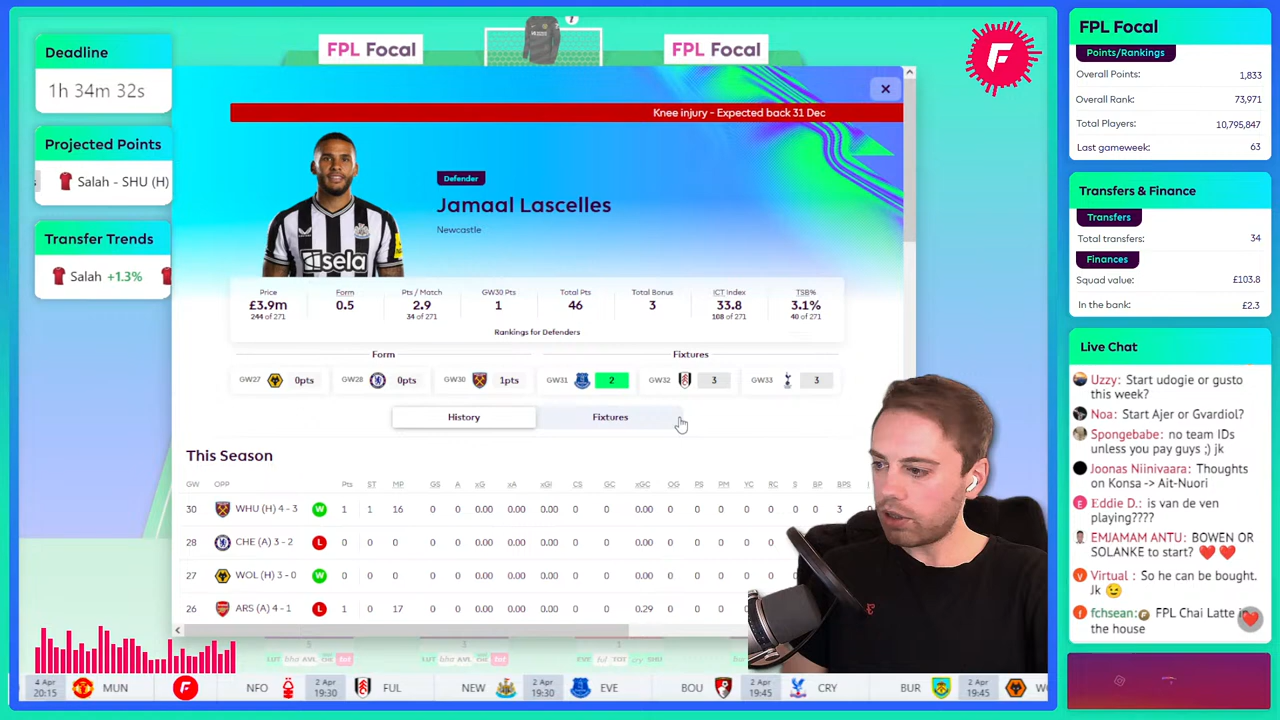 Deadline
1h 34m 32s
Projected Points
Salah - SHU (H)
Transfer Trends
Salah +1.3%
FPL Focal
FPL Focal
Knee injury - Expected back 31 Dec
Defender
Jamaal Lascelles
Newcastle
sela
Price Form Pts / Match GW30 Pts Total Pts Total Bonus ICT Index TSB%
£3.9m 0.5 2.9 1 46 3 33.8 3.1%
244 of 271 34 of 271 108 of 271 40 of 271
Rankings for Defenders
Form Fixtures
GW27 0pts GW28 0pts GW30 1pts GW31 2 GW32 3 GW33 3
History Fixtures
This Season
GW OPP Pts ST MP GS A xG xA xGI CS GC xGC OG PS PM YC RC S BP BPS
30 WHU (H) 4 - 3 W 1 1 16 0 0 0.00 0.00 0.00 0 0 0.00 0 0 0 0 0 0 0 3 0
28 CHE (A) 3 - 2 L 0 0 0 0 0 0.00 0.00 0.00 0 0 0.00 0 0 0
27 WOL (H) 3 - 0 W 0 0 0 0 0 0.00 0.00 0.00 0 0 0.00 0 0 0
26 ARS (A) 4 - 1 L 1 0 17 0 0 0.00 0.00 0.00 0 0 0.29 0 0 0
4 Apr 20:15 MUN F NFO 2 Apr 19:30 FUL NEW 2 Apr 19:30 EVE BOU 2 Apr 19:45 CRY BUR 2 Apr 19:45
FPL Focal
Points/Rankings
Overall Points: 1,833
Overall Rank: 73,971
Total Players: 10,795,847
Last gameweek: 63
Transfers & Finance
Transfers
Total transfers: 34
Finances
Squad value: £103.8
In the bank: £2.3
Live Chat
Uzzy: Start udogie or gusto
this week?
Noa: Start Ajer or Gvardiol?
Spongebabe: no team IDs
unless you pay guys ;) jk
Joonas Niinivaara: Thoughts
on Konsa -> Ait-Nuori
Eddie D.: is van de ven
playing????
EMJAMAM ANTU: BOWEN OR
SOLANKE to start?
Virtual : So he can be bought.
Jk
fchsean: FPL Chai Latte in
the house